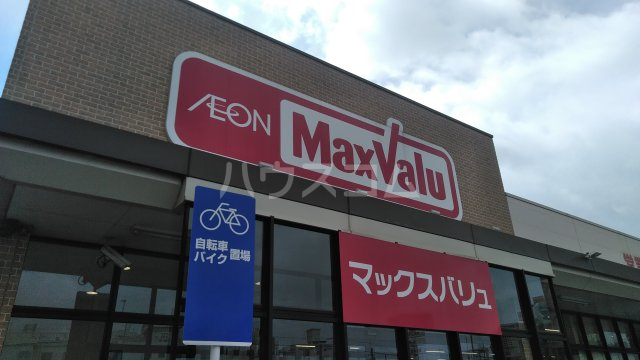 ÆON MaxValu
ハウスコム
自転車
バイク 置場
マックスバリュ